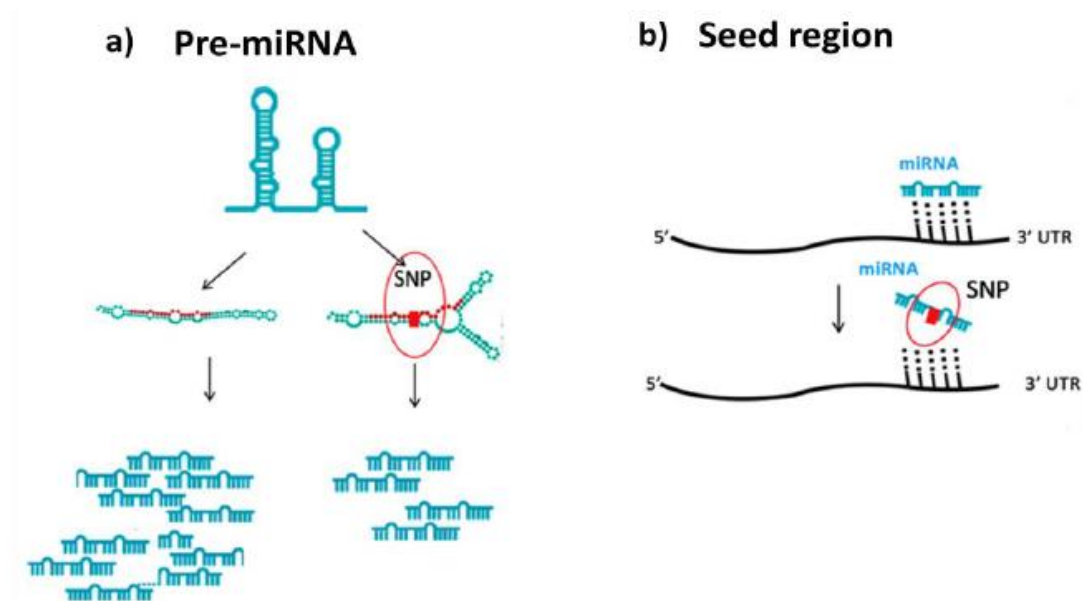 a) Pre-miRNA
SNP
b) Seed region
miRNA
5′ 3′ UTR
miRNA
SNP
5′ 3′ UTR